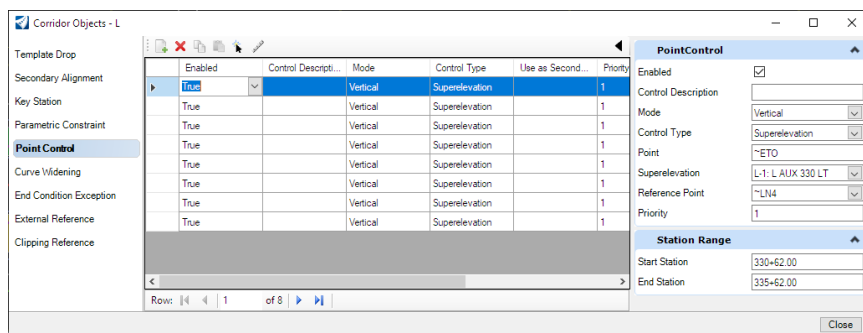 Corridor Objects - L
Template Drop
Secondary Alignment
Key Station
Parametric Constraint
Point Control
Curve Widening
End Condition Exception
External Reference
Clipping Reference
Enabled Control Descripti... Mode Control Type Use as Second... Priority
True Vertical Superelevation 1
True Vertical Superelevation 1
True Vertical Superelevation 1
True Vertical Superelevation 1
True Vertical Superelevation 1
True Vertical Superelevation 1
True Vertical Superelevation 1
True Vertical Superelevation 1
Row: 1 of 8
PointControl
Enabled
Control Description
Mode Vertical
Control Type Superelevation
Point ~ETO
Superelevation L-1: L AUX 330 LT
Reference Point ~LN4
Priority 1
Station Range
Start Station 330+62.00
End Station 335+62.00
Close